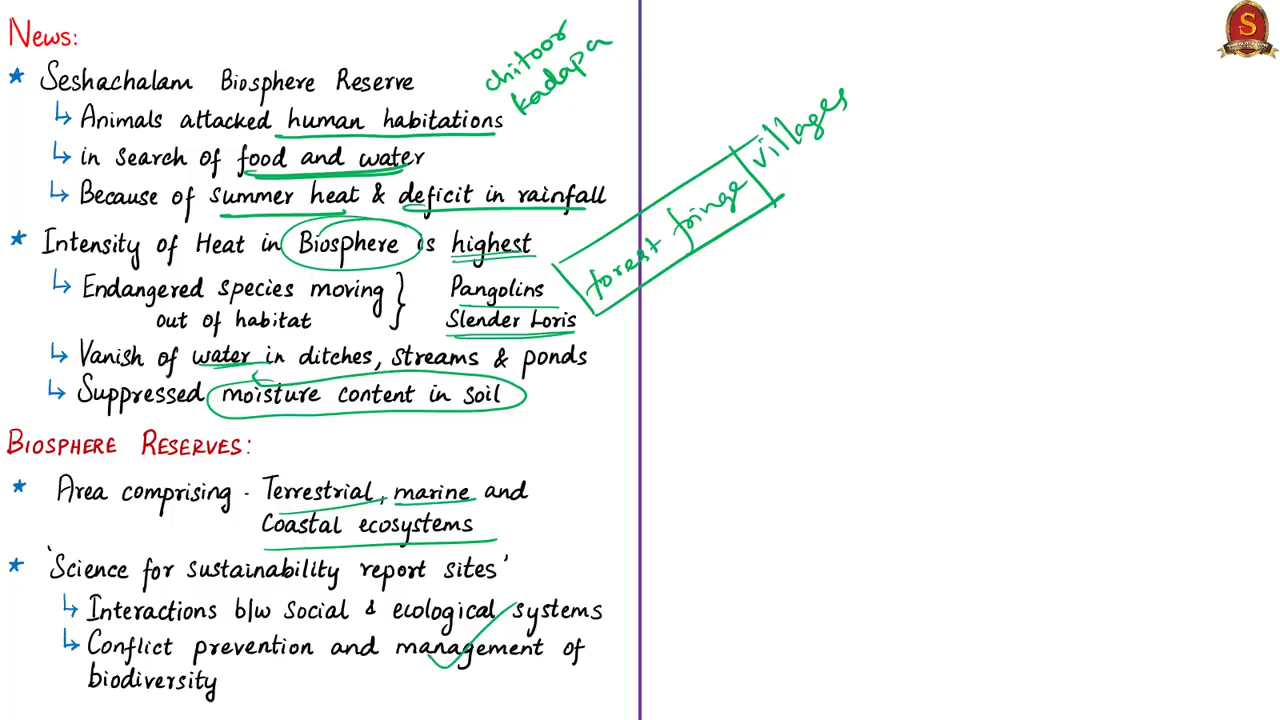 News:
chitoor
kadapa
★ Seshachalam Biosphere Reserve
↳ Animals attacked human habitations
↳ in search of food and water
↳ Because of summer heat & deficit in rainfall
forest fringe villages
★ Intensity of Heat in Biosphere is highest
↳ Endangered species moving } Pangolins
out of habitat Slender Loris
↳ Vanish of water in ditches, streams & ponds
↳ Suppressed moisture content in soil
BIOSPHERE RESERVES:
★ Area comprising - Terrestrial, marine and
Coastal ecosystems
★ 'Science for sustainability report sites'
↳ Interactions b/w social & ecological systems
↳ Conflict prevention and management of
biodiversity
S